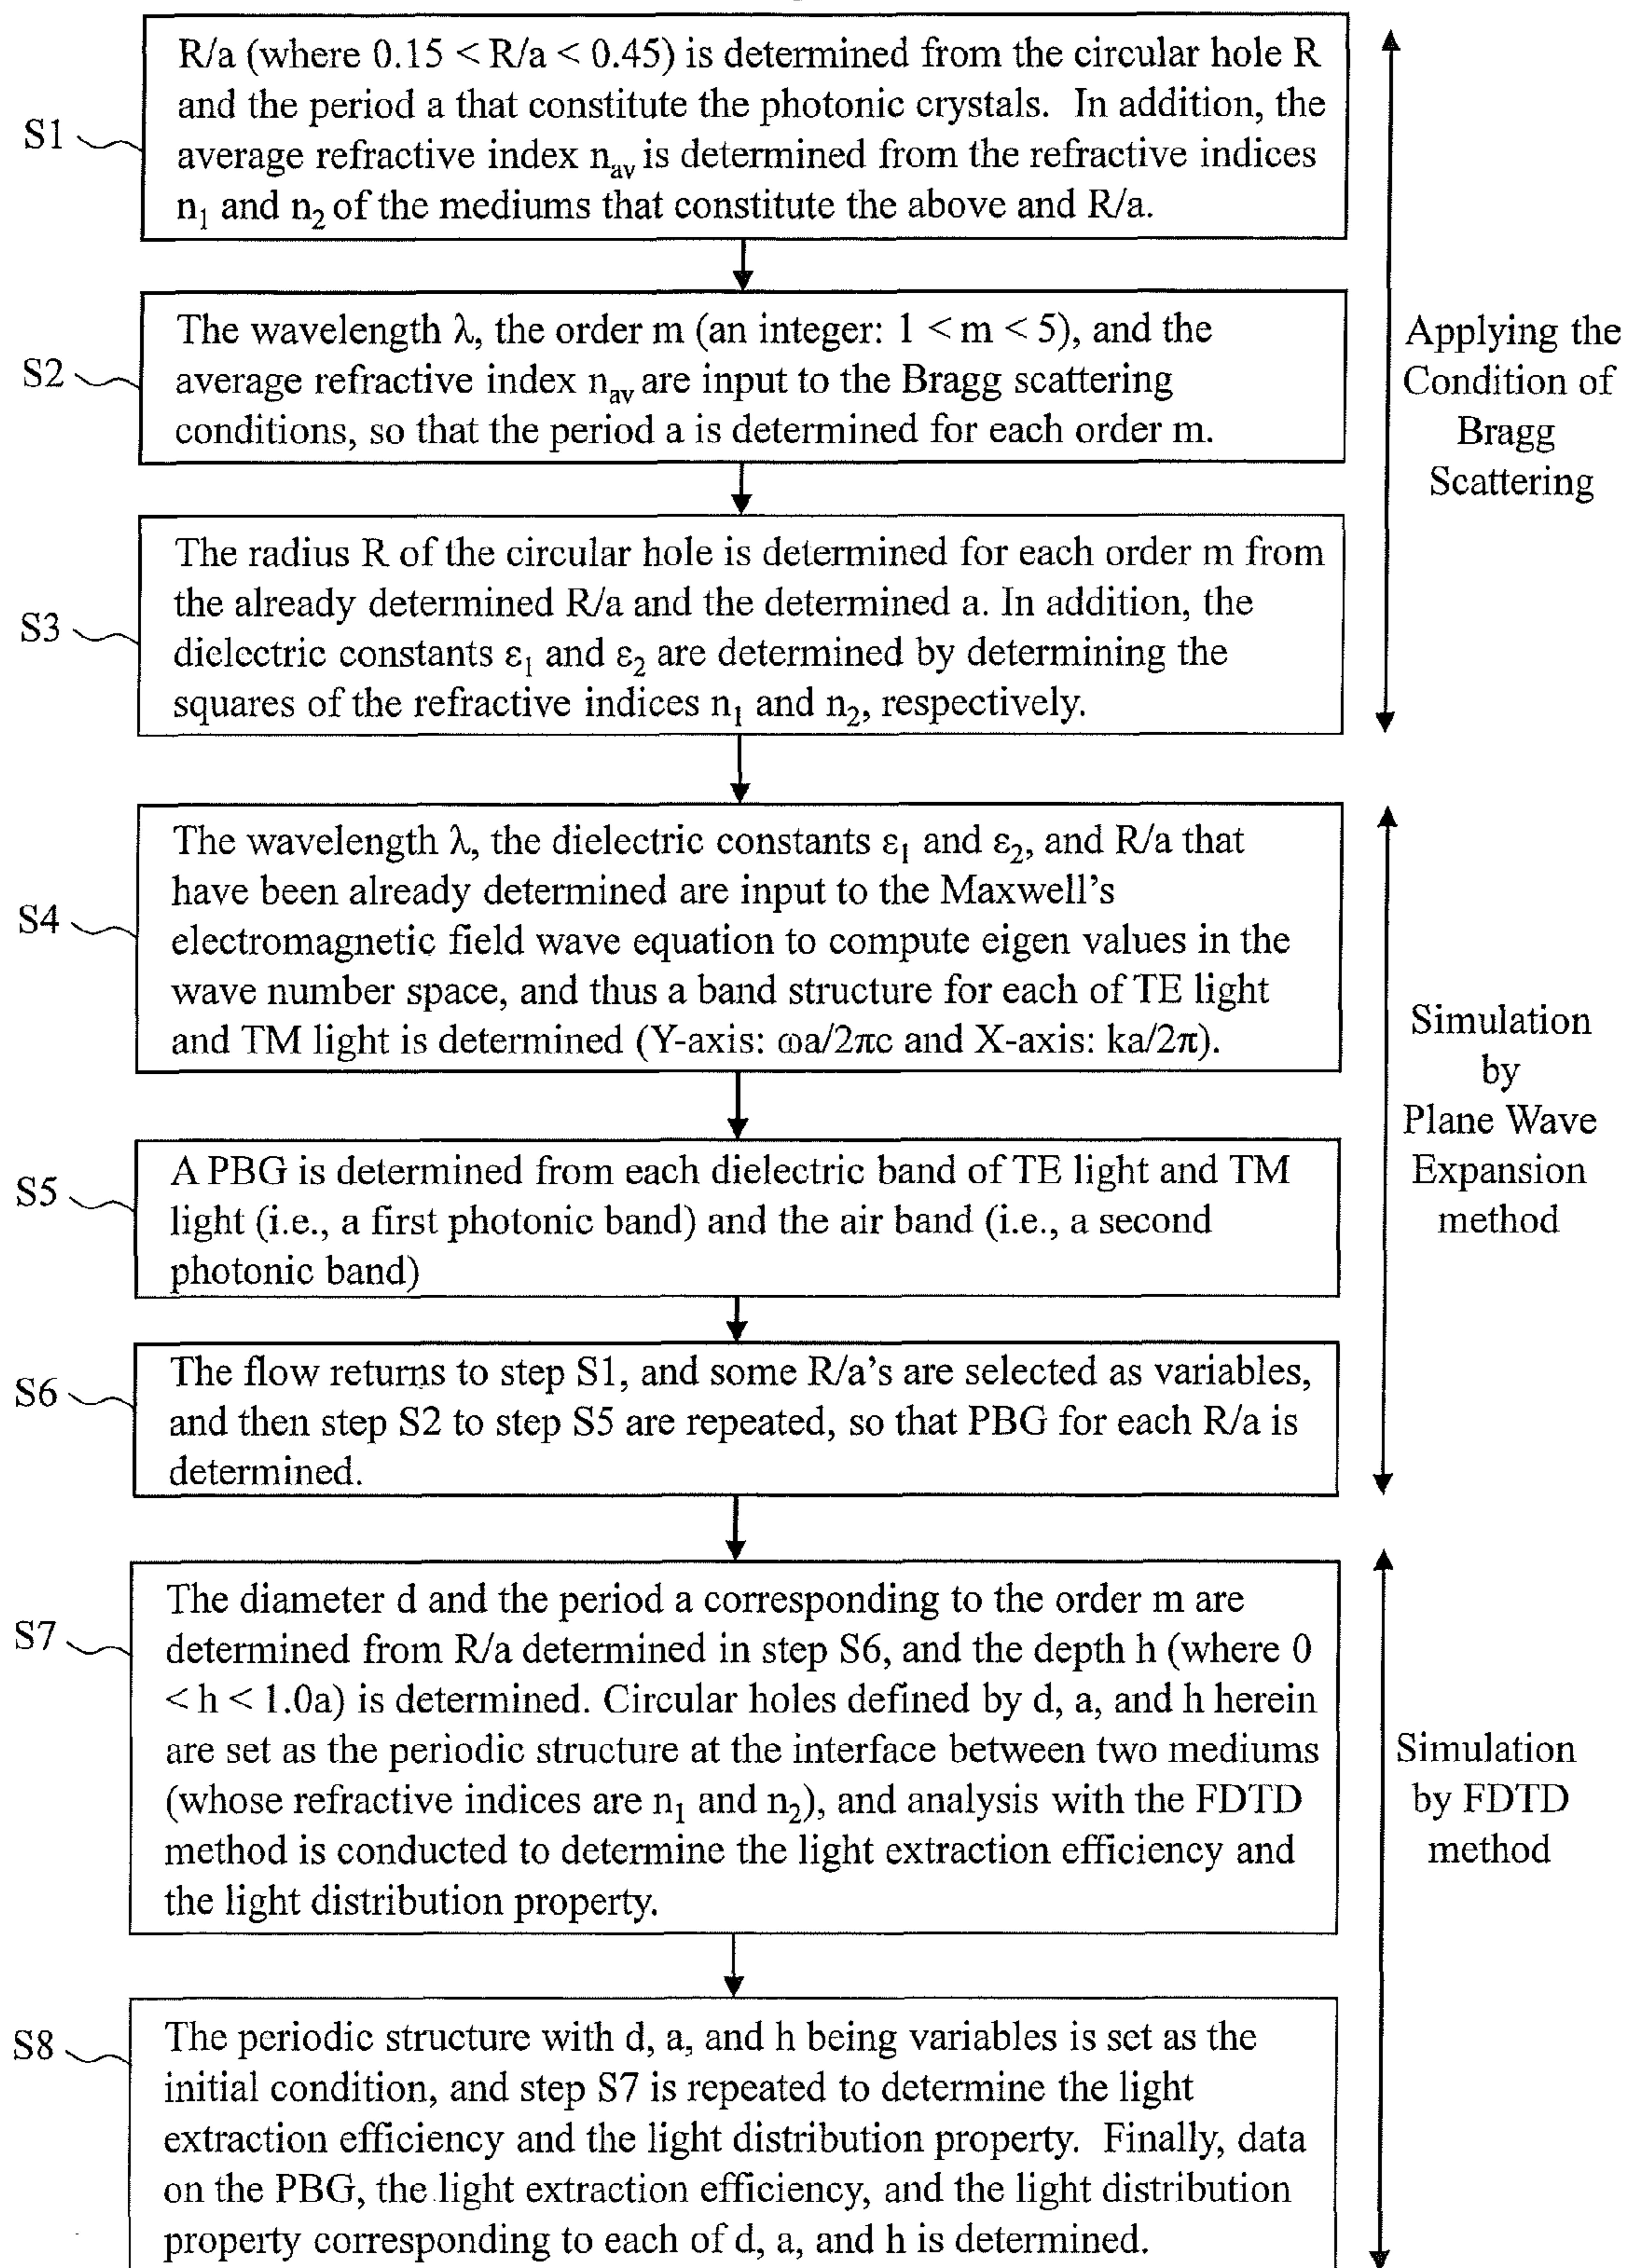 S1
R/a (where 0.15 < R/a < 0.45) is determined from the circular hole R
and the period a that constitute the photonic crystals. In addition, the
average refractive index n_av is determined from the refractive indices
n₁ and n₂ of the mediums that constitute the above and R/a.
S2
The wavelength λ, the order m (an integer: 1 < m < 5), and the
average refractive index n_av are input to the Bragg scattering
conditions, so that the period a is determined for each order m.
S3
The radius R of the circular hole is determined for each order m from
the already determined R/a and the determined a. In addition, the
dielectric constants ε₁ and ε₂ are determined by determining the
squares of the refractive indices n₁ and n₂, respectively.
Applying the
Condition of
Bragg
Scattering
S4
The wavelength λ, the dielectric constants ε₁ and ε₂, and R/a that
have been already determined are input to the Maxwell's
electromagnetic field wave equation to compute eigen values in the
wave number space, and thus a band structure for each of TE light
and TM light is determined (Y-axis: ωa/2πc and X-axis: ka/2π).
S5
A PBG is determined from each dielectric band of TE light and TM
light (i.e., a first photonic band) and the air band (i.e., a second
photonic band)
S6
The flow returns to step S1, and some R/a's are selected as variables,
and then step S2 to step S5 are repeated, so that PBG for each R/a is
determined.
Simulation
by
Plane Wave
Expansion
method
S7
The diameter d and the period a corresponding to the order m are
determined from R/a determined in step S6, and the depth h (where 0
< h < 1.0a) is determined. Circular holes defined by d, a, and h herein
are set as the periodic structure at the interface between two mediums
(whose refractive indices are n₁ and n₂), and analysis with the FDTD
method is conducted to determine the light extraction efficiency and
the light distribution property.
S8
The periodic structure with d, a, and h being variables is set as the
initial condition, and step S7 is repeated to determine the light
extraction efficiency and the light distribution property. Finally, data
on the PBG, the light extraction efficiency, and the light distribution
property corresponding to each of d, a, and h is determined.
Simulation
by FDTD
method